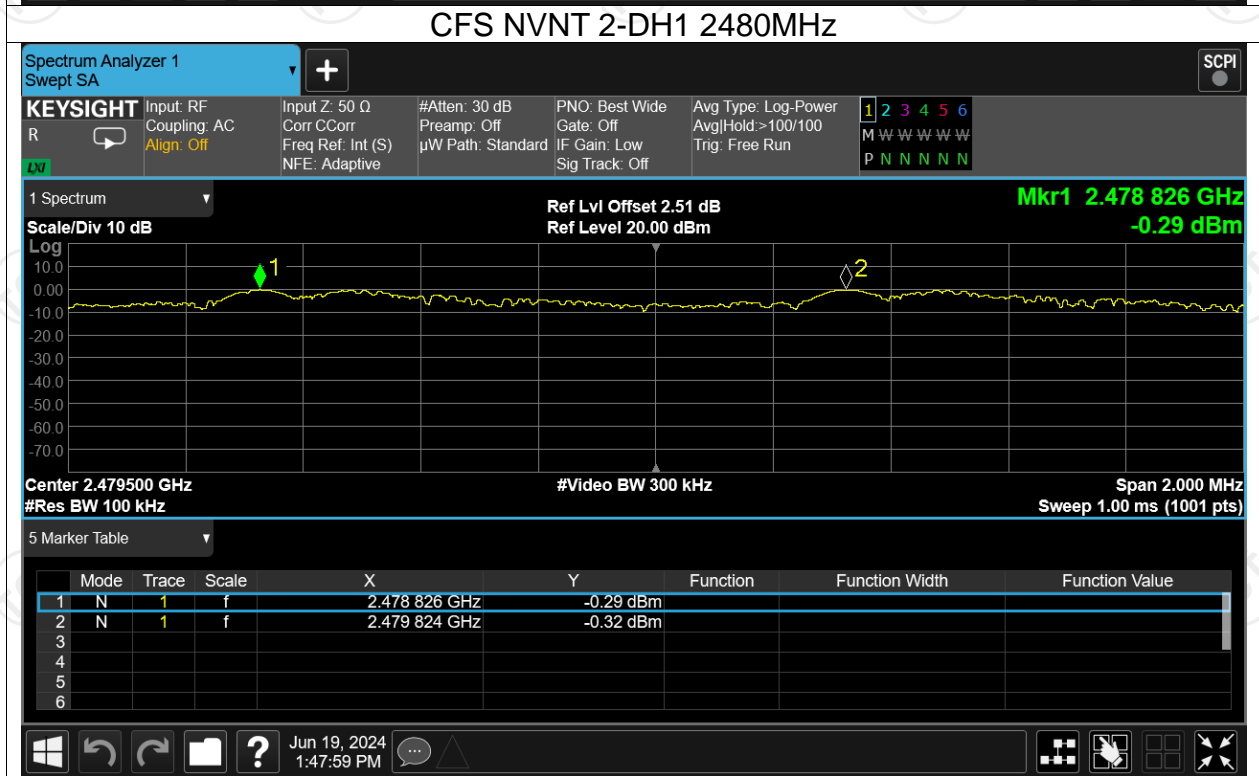 CFS NVNT 2-DH1 2480MHz
Spectrum Analyzer 1
Swept SA
SCPI
KEYSIGHT Input: RF Input Z: 50 Ω #Atten: 30 dB PNO: Best Wide Avg Type: Log-Power 1 2 3 4 5 6
R Coupling: AC Corr CCorr Preamp: Off Gate: Off Avg|Hold:>100/100 M W W W W W
Align: Off Freq Ref: Int (S) µW Path: Standard IF Gain: Low Trig: Free Run
LXI NFE: Adaptive Sig Track: Off P N N N N N
1 Spectrum Ref Lvl Offset 2.51 dB Mkr1 2.478 826 GHz
Scale/Div 10 dB Ref Level 20.00 dBm -0.29 dBm
Log
10.0
0.00
-10.0
-20.0
-30.0
-40.0
-50.0
-60.0
-70.0
1
2
Center 2.479500 GHz #Video BW 300 kHz Span 2.000 MHz
#Res BW 100 kHz Sweep 1.00 ms (1001 pts)
5 Marker Table
Mode Trace Scale X Y Function Function Width Function Value
1 N 1 f 2.478 826 GHz -0.29 dBm
2 N 1 f 2.479 824 GHz -0.32 dBm
3
4
5
6
Jun 19, 2024
1:47:59 PM